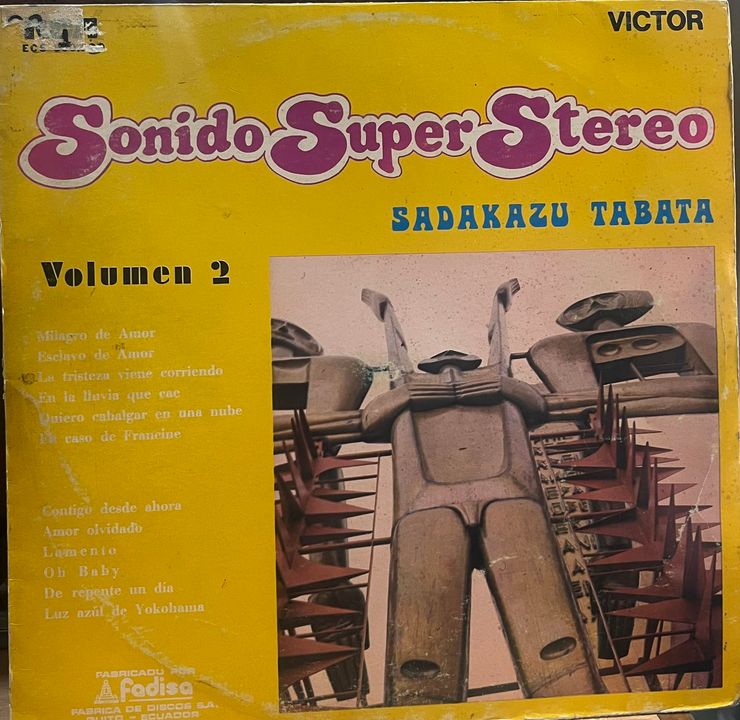 VICTOR
Sonido Super Stereo
SADAKAZU TABATA
Volumen 2
Milagro de Amor
Esclavo de Amor
La tristeza viene corriendo
En la lluvia que cae
Quiero cabalgar en una nube
caso de Francine
Contigo desde ahora
Amor olvidado
Lamento
Oh Baby
De repente un día
Luz azúl de Yokohama
FABRICADO POR
fadisa
FABRICA DE DISCOS S.A.
QUITO - ECUADOR